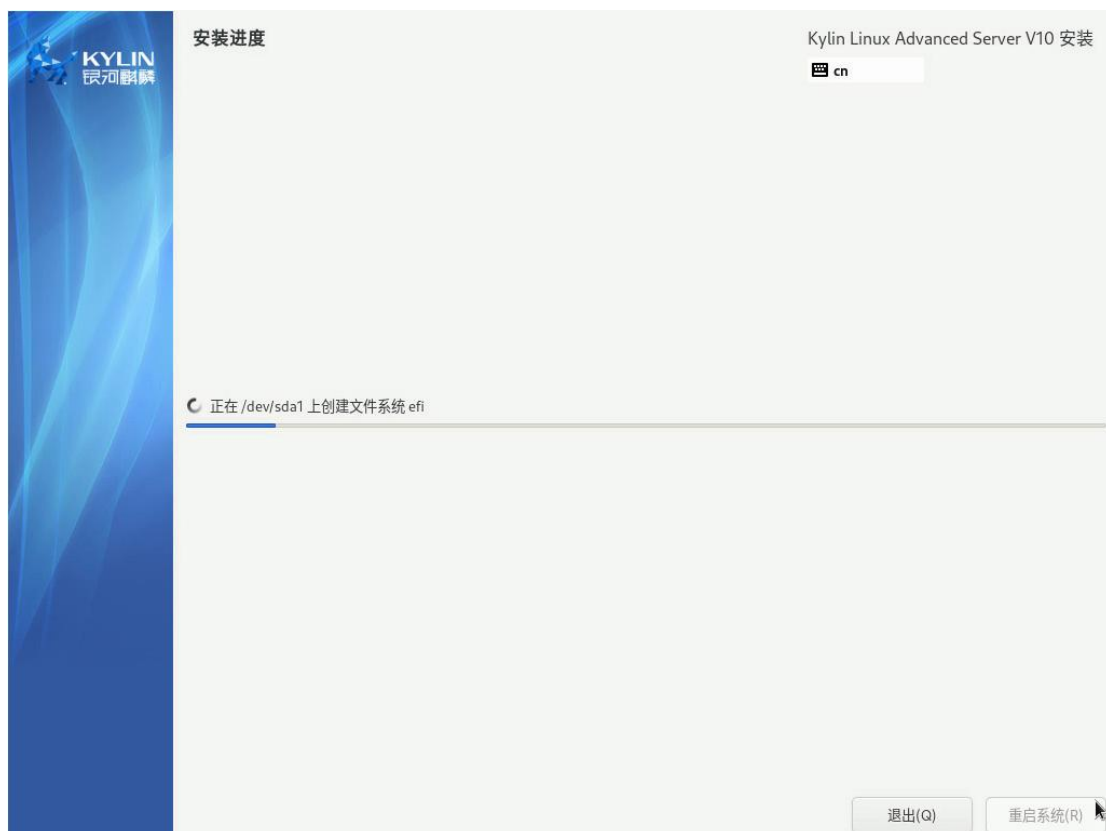 KYLIN
银河麒麟
安装进度
Kylin Linux Advanced Server V10 安装
cn
正在 /dev/sda1 上创建文件系统 efi
退出(Q)
重启系统(R)